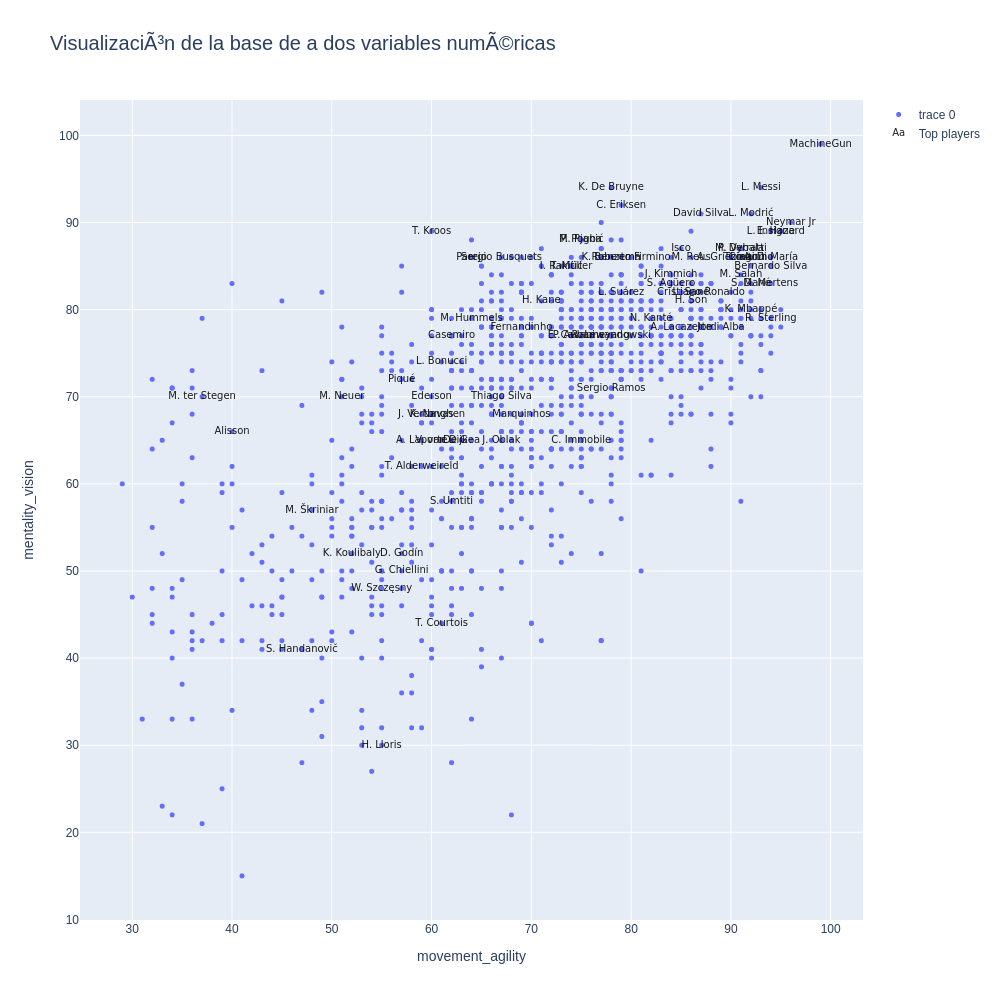 VisualizaciÃ³n de la base de a dos variables numÃ©ricas
trace 0
Aa Top players
100
MachineGun
K. De Bruyne
L. Messi
C. Eriksen
David Silva
L. Modrić
90
Neymar Jr
T. Kroos
Isco
Sergio Busquets
Bernardo Silva
J. Kimmich
M. Salah
S. Agüero
L. Suárez
H. Kane
H. Son
80
M. Hummels
N. Kanté
R. Sterling
Fernandinho
A. Lacazette
Jordi Alba
Casemiro
L. Bonucci
Piqué
Sergio Ramos
70
M. ter Stegen
M. Neuer
Ederson
Thiago Silva
Marquinhos
Alisson
J. Oblak
C. Immobile
T. Alderweireld
60
S. Umtiti
M. Škriniar
K. Koulibaly
D. Godín
50
G. Chiellini
W. Szczęsny
T. Courtois
S. Handanovič
40
30
H. Lloris
20
10
30 40 50 60 70 80 90 100
movement_agility
mentality_vision